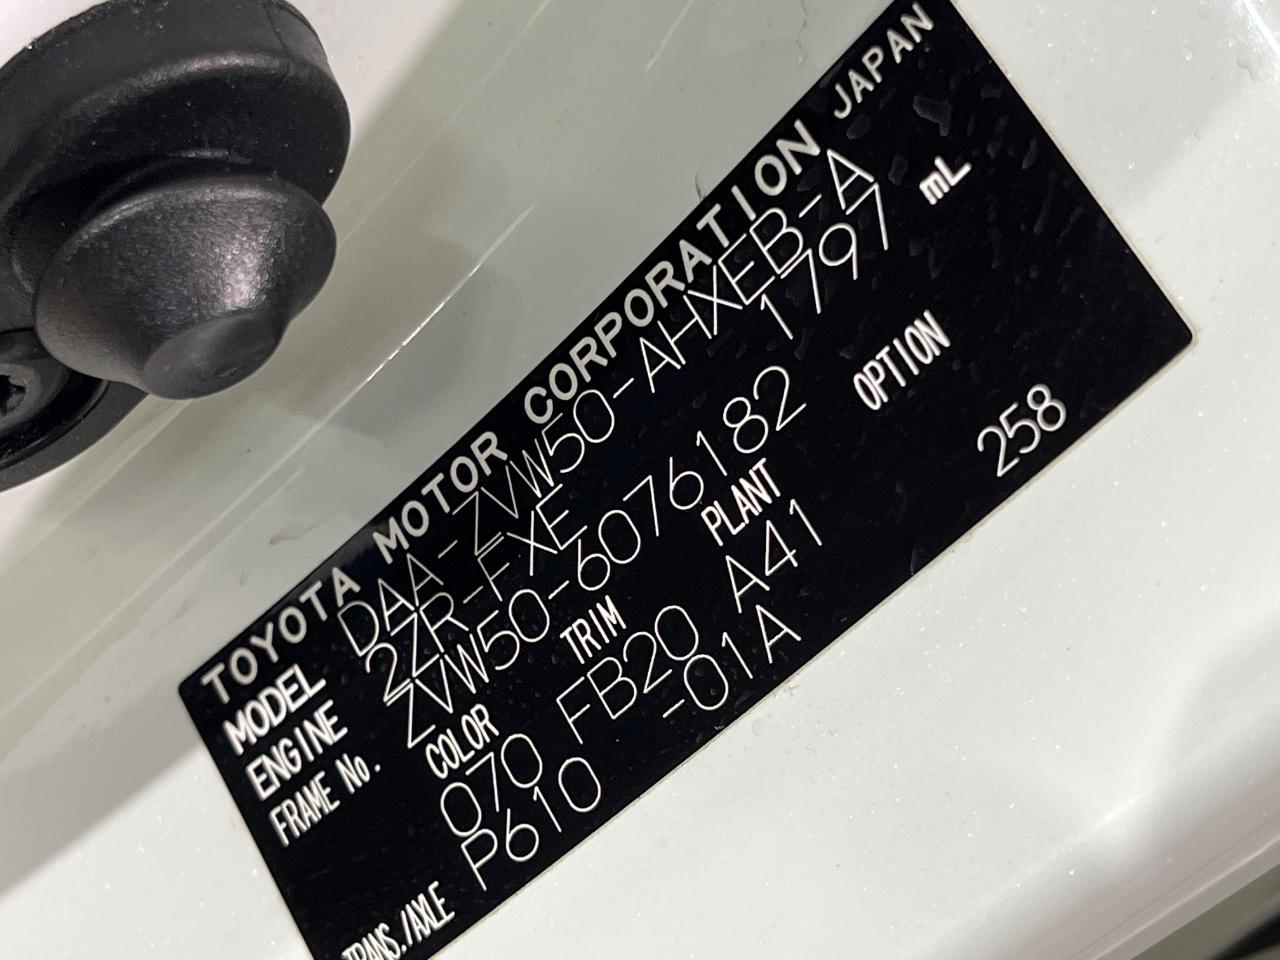 TOYOTA MOTOR CORPORATION JAPAN
MODEL DAA-ZVW50-AHXEB-A
ENGINE 2ZR-FXE 1797 mL
FRAME No. ZVW50-6076182
COLOR TRIM PLANT OPTION
070 FB20 A41 258
TRANS./AXLE P610 -01A